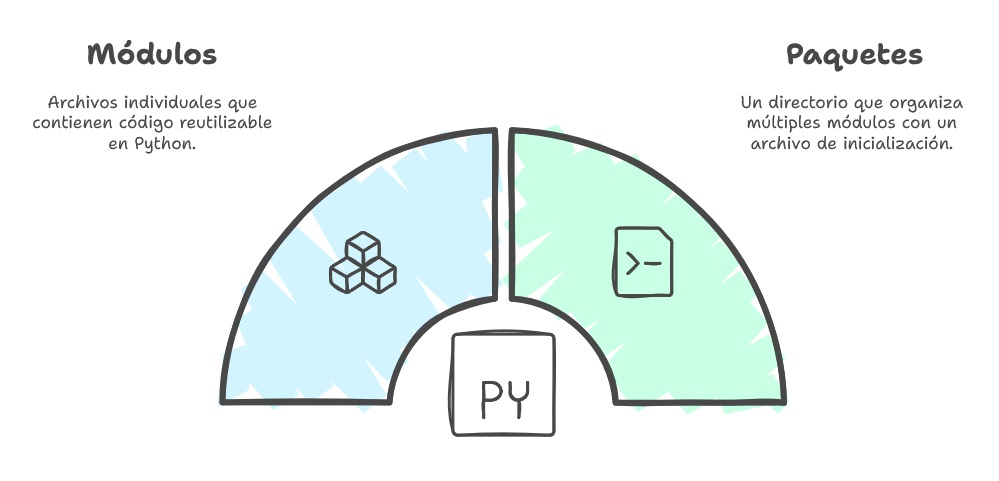 Módulos
Archivos individuales que
contienen código reutilizable
en Python.
Paquetes
Un directorio que organiza
múltiples módulos con un
archivo de inicialización.
PY